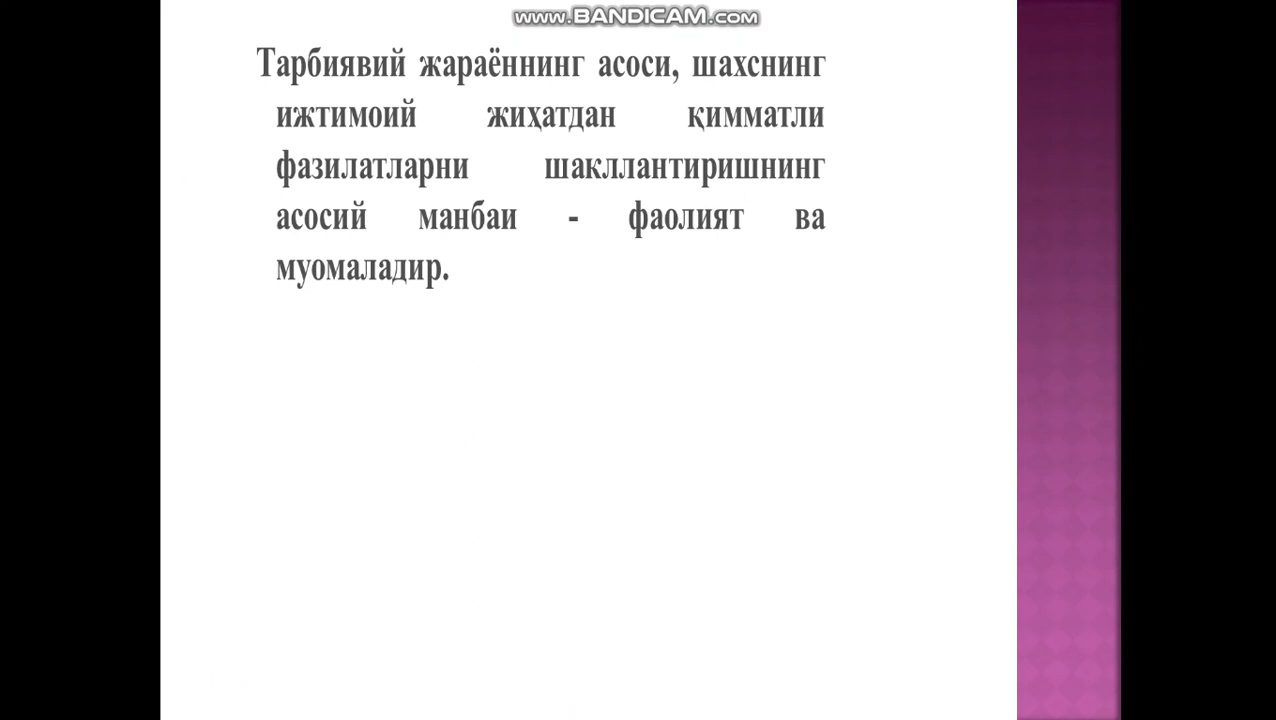 www.BANDICAM.com
Тарбиявий жараённинг асоси, шахснинг
ижтимоий жиҳатдан қимматли
фазилатларни шакллантиришнинг
асосий манбаи - фаолият ва
муомаладир.